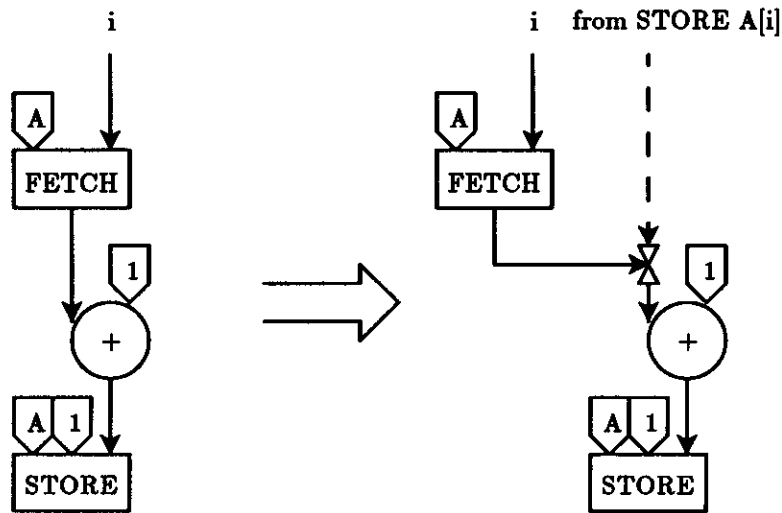 i
i from STORE A[i]
A
A
FETCH
FETCH
1
1
+
+
A 1
A 1
STORE
STORE